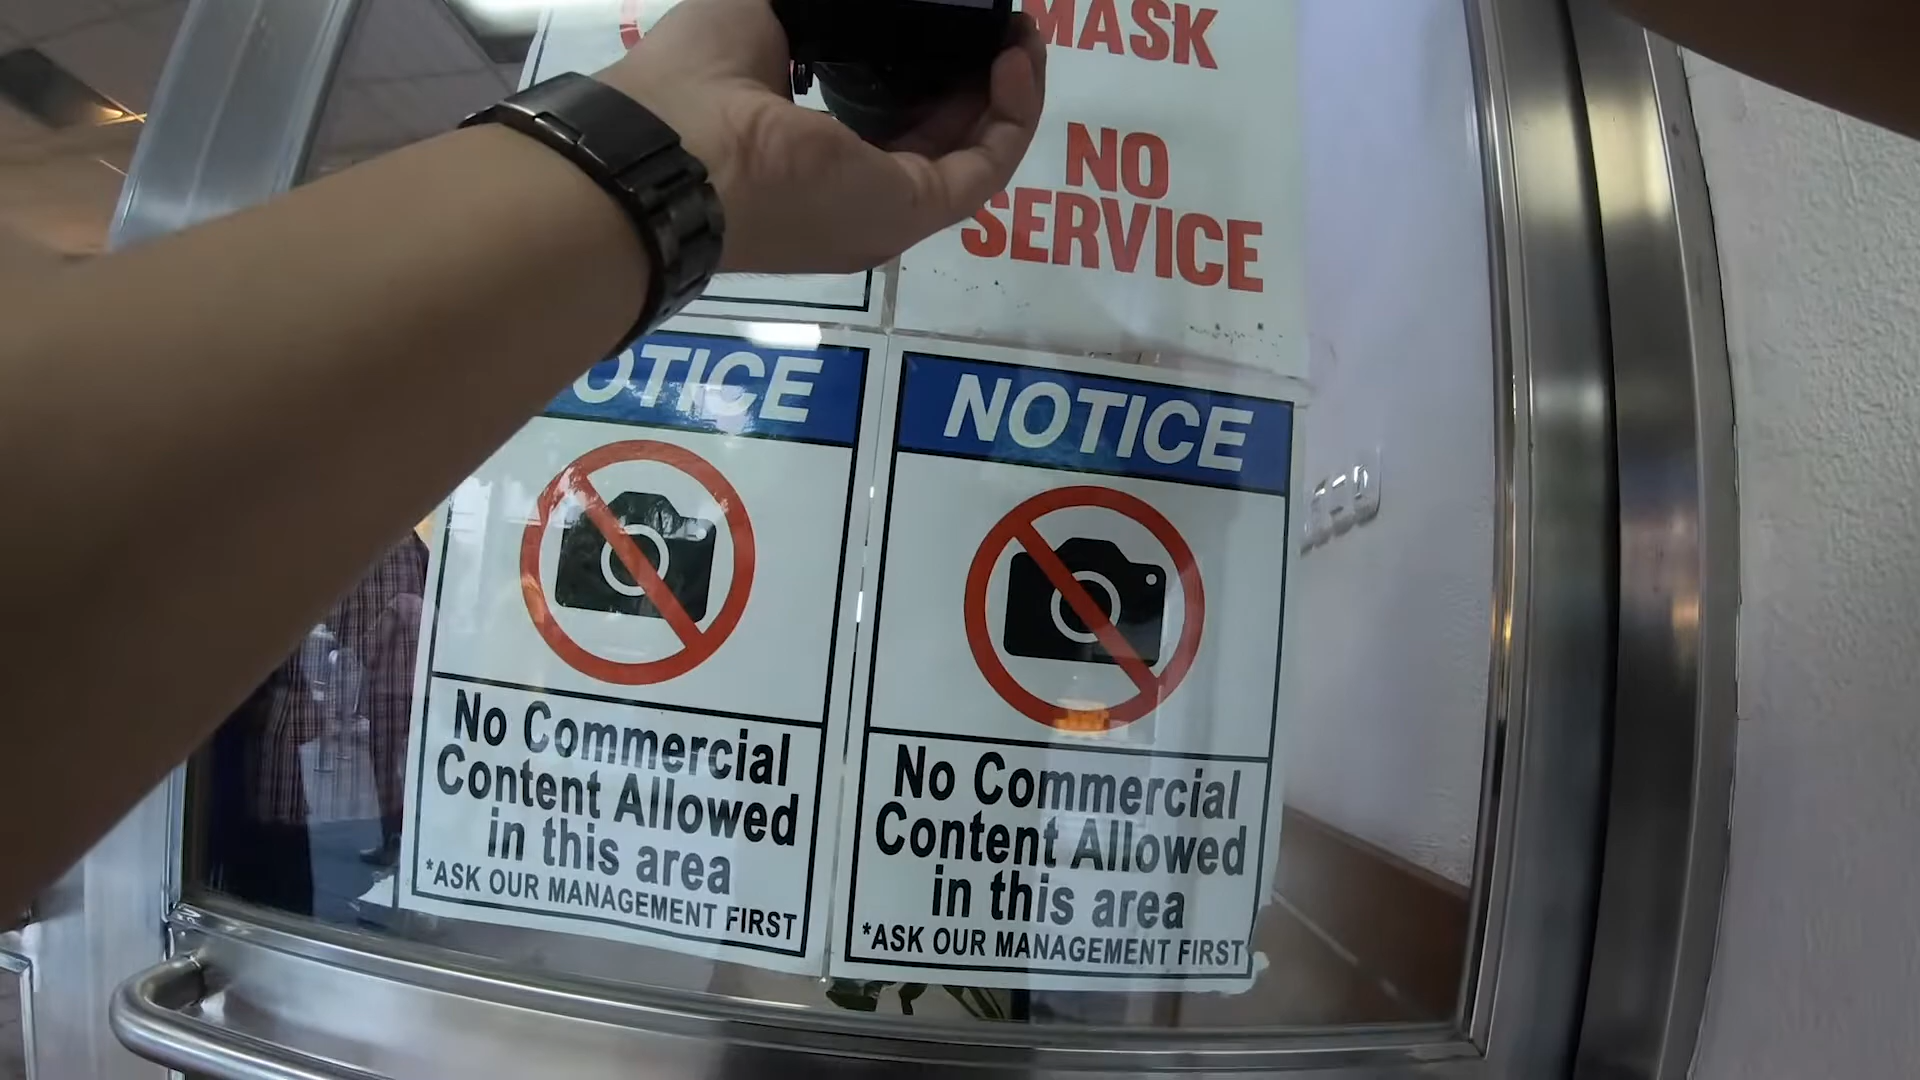 MASK
NO
SERVICE
OTICE
No Commercial
Content Allowed
in this area
*ASK OUR MANAGEMENT FIRST
NOTICE
No Commercial
Content Allowed
in this area
*ASK OUR MANAGEMENT FIRST